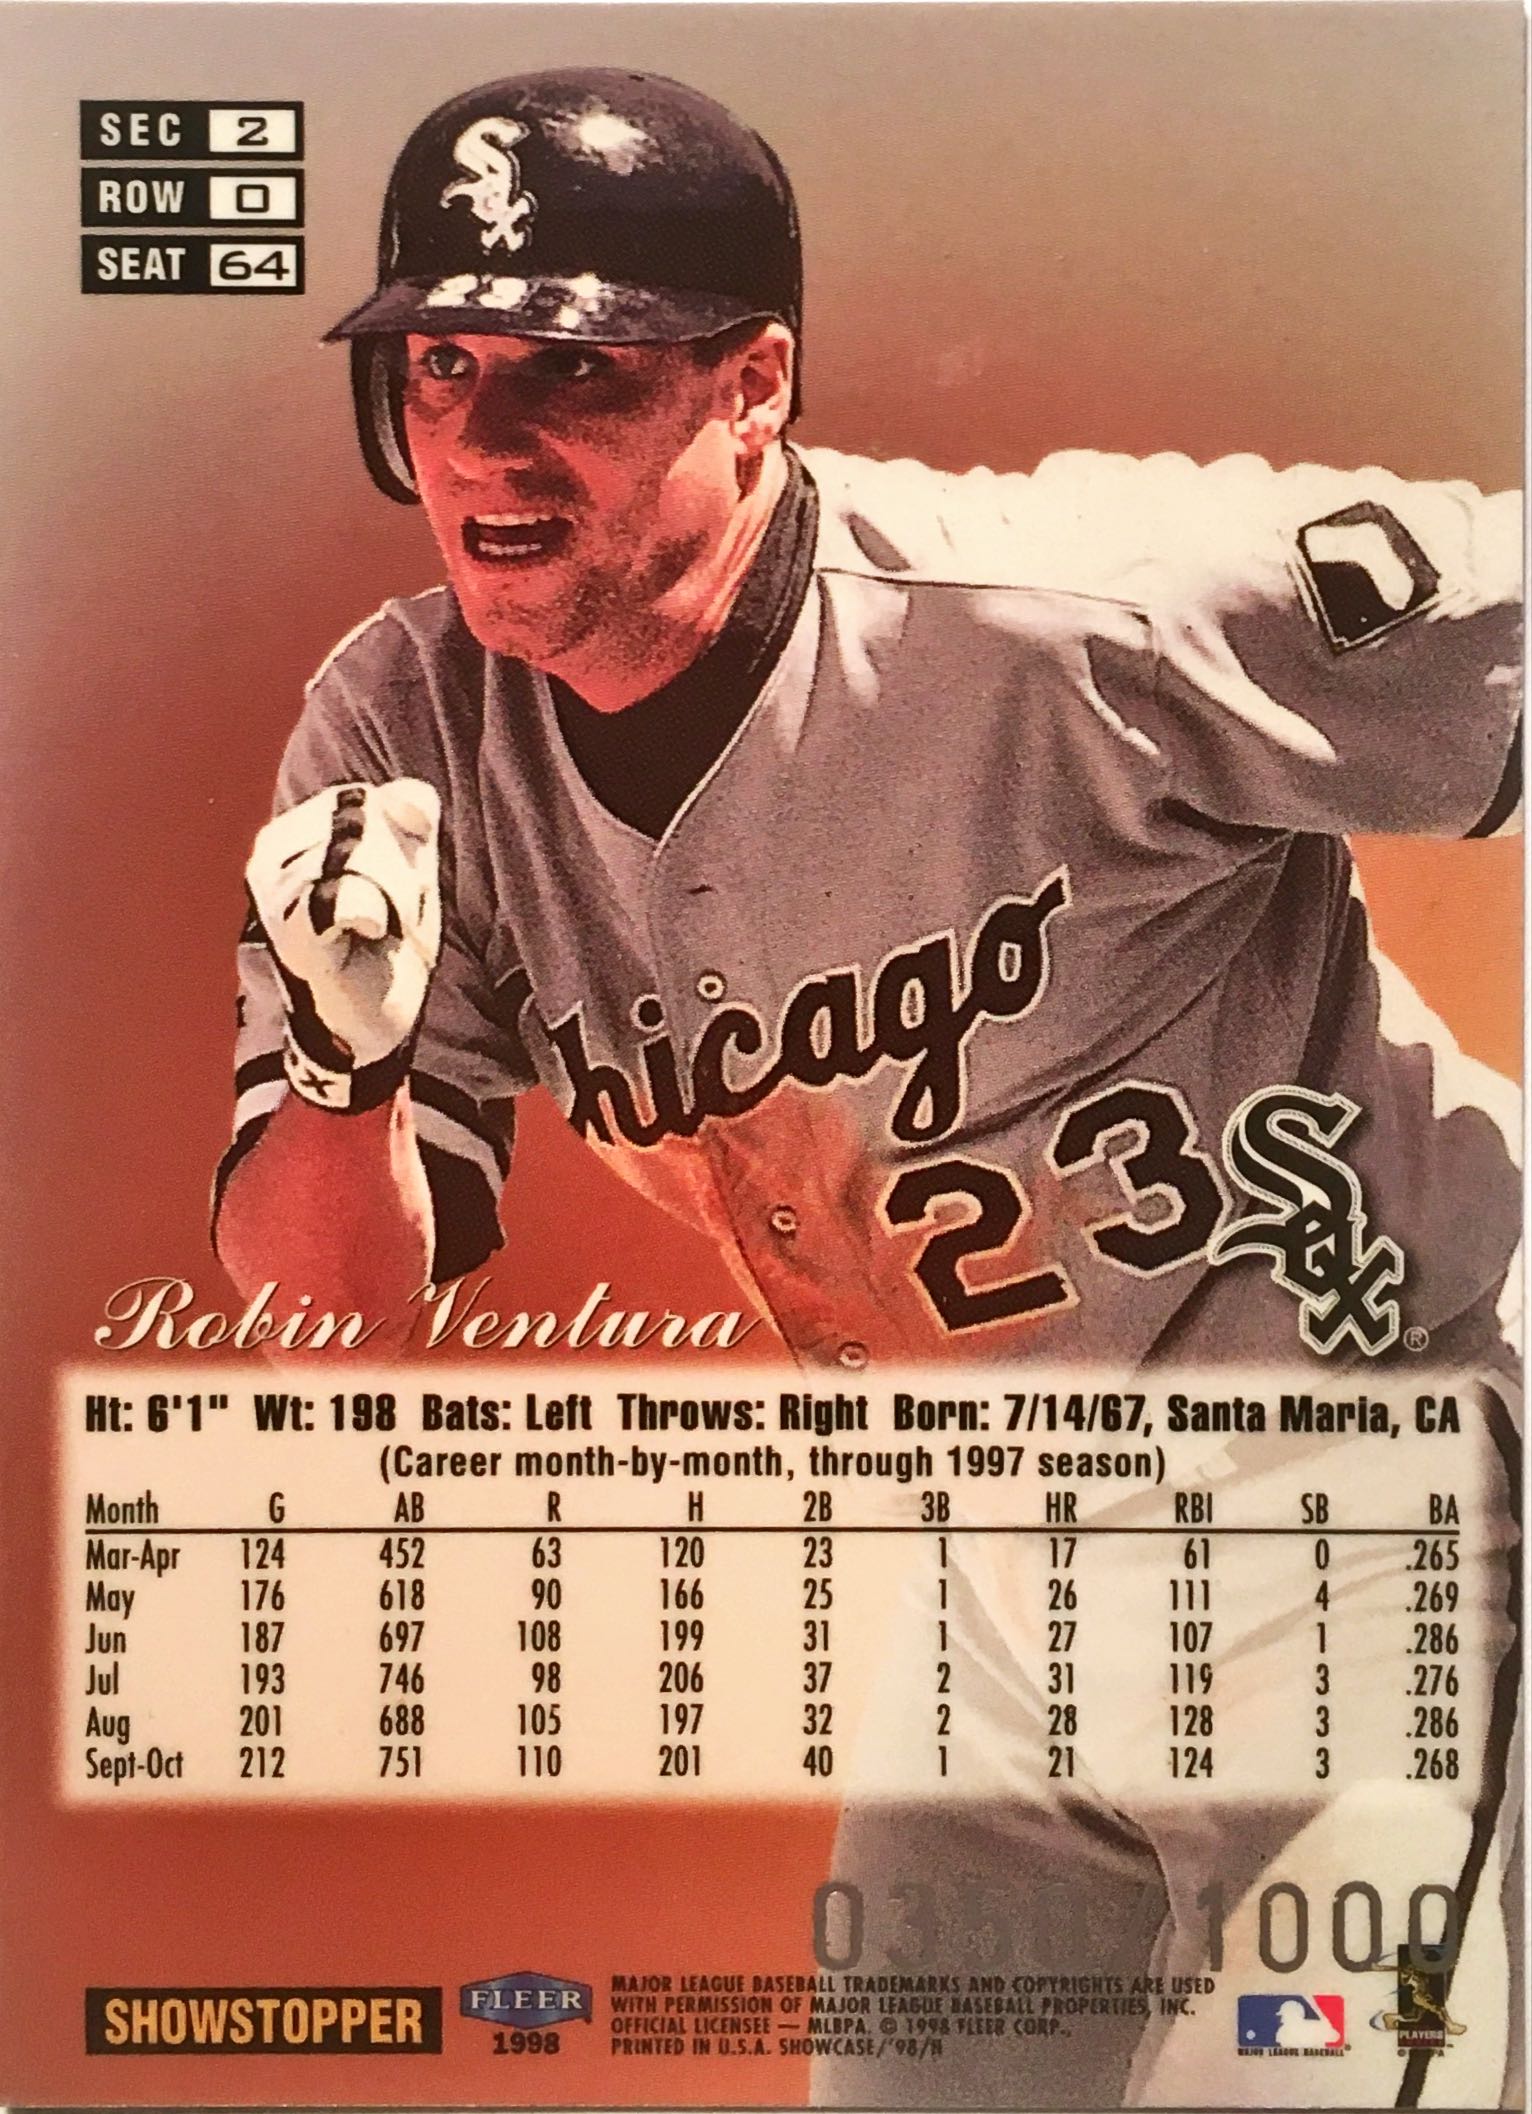 SEC 2
ROW 0
SEAT 64
Sox
23
SX
Chicago
23
Sox ®
Robin Ventura
Ht: 6'1" Wt: 198 Bats: Left Throws: Right Born: 7/14/67, Santa Maria, CA
(Career month-by-month, through 1997 season)
Month G AB R H 2B 3B HR RBI SB BA
Mar-Apr 124 452 63 120 23 1 17 61 0 .265
May 176 618 90 166 25 1 26 111 4 .269
Jun 187 697 108 199 31 1 27 107 1 .286
Jul 193 746 98 206 37 2 31 119 3 .276
Aug 201 688 105 197 32 2 28 128 3 .286
Sept-Oct 212 751 110 201 40 1 21 124 3 .268
/1000
SHOWSTOPPER
FLEER
1998
MAJOR LEAGUE BASEBALL TRADEMARKS AND COPYRIGHTS ARE USED
WITH PERMISSION OF MAJOR LEAGUE BASEBALL PROPERTIES, INC.
OFFICIAL LICENSEE — MLBPA. © 1998 FLEER CORP.,
PRINTED IN U.S.A. SHOWCASE/'98/H
MAJOR LEAGUE BASEBALL
PLAYERS